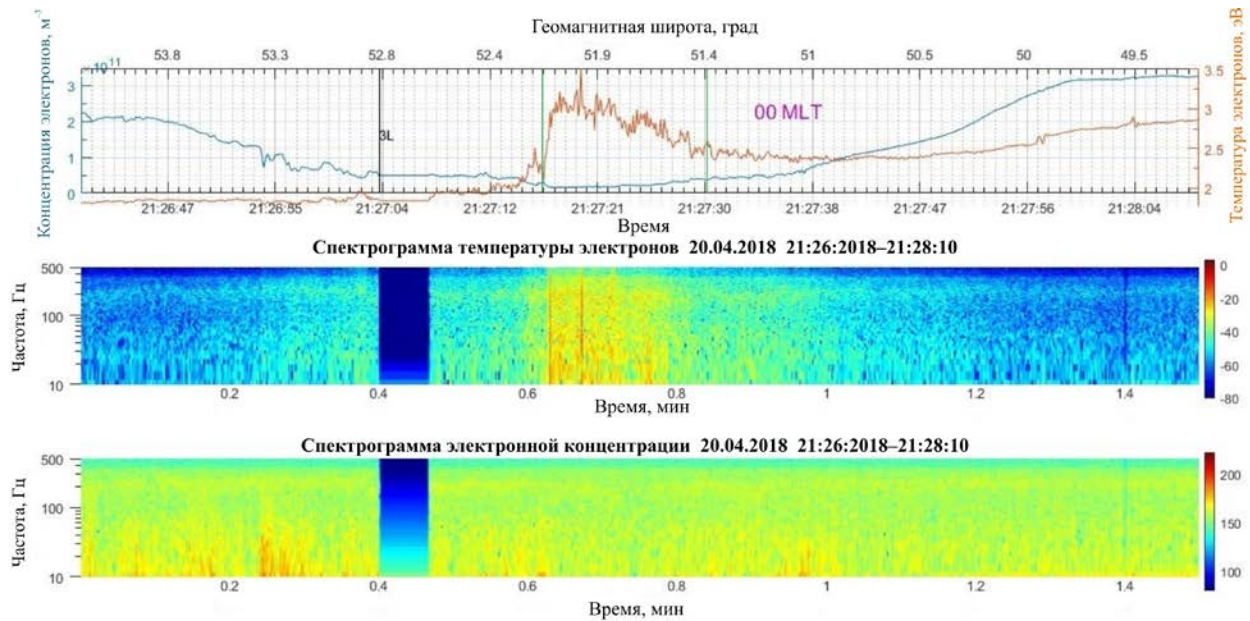 Геомагнитная широта, град
53.8 53.3 52.8 52.4 51.9 51.4 51 50.5 50 49.5
Концентрация электронов, м⁻³
×10¹¹
3
2
1
0
3L
00 MLT
3.5
3
2.5
2
Температура электронов, эВ
21:26:47 21:26:55 21:27:04 21:27:12 21:27:21 21:27:30 21:27:38 21:27:47 21:27:56 21:28:04
Время
Спектрограмма температуры электронов 20.04.2018 21:26:2018–21:28:10
Частота, Гц
500
100
10
0.2 0.4 0.6 0.8 1 1.2 1.4
Время, мин
0
-20
-40
-60
-80
Спектрограмма электронной концентрации 20.04.2018 21:26:2018–21:28:10
Частота, Гц
500
100
10
0.2 0.4 0.6 0.8 1 1.2 1.4
Время, мин
200
150
100